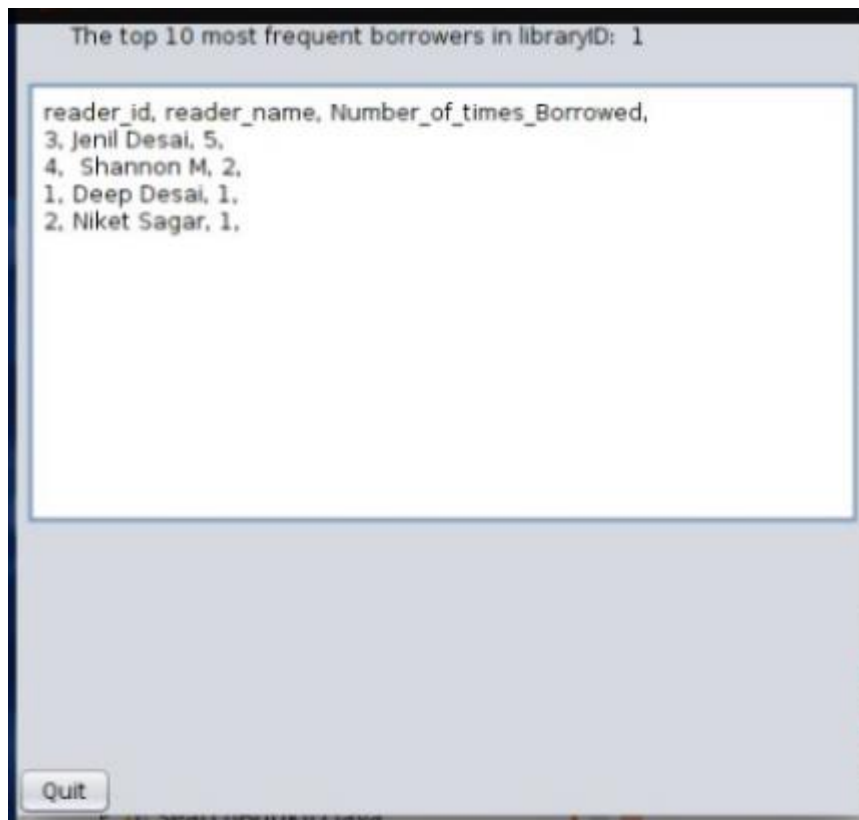 The top 10 most frequent borrowers in libraryID: 1
reader_id, reader_name, Number_of_times_Borrowed,
3, Jenil Desai, 5,
4,  Shannon M, 2,
1, Deep Desai, 1,
2, Niket Sagar, 1,
Quit